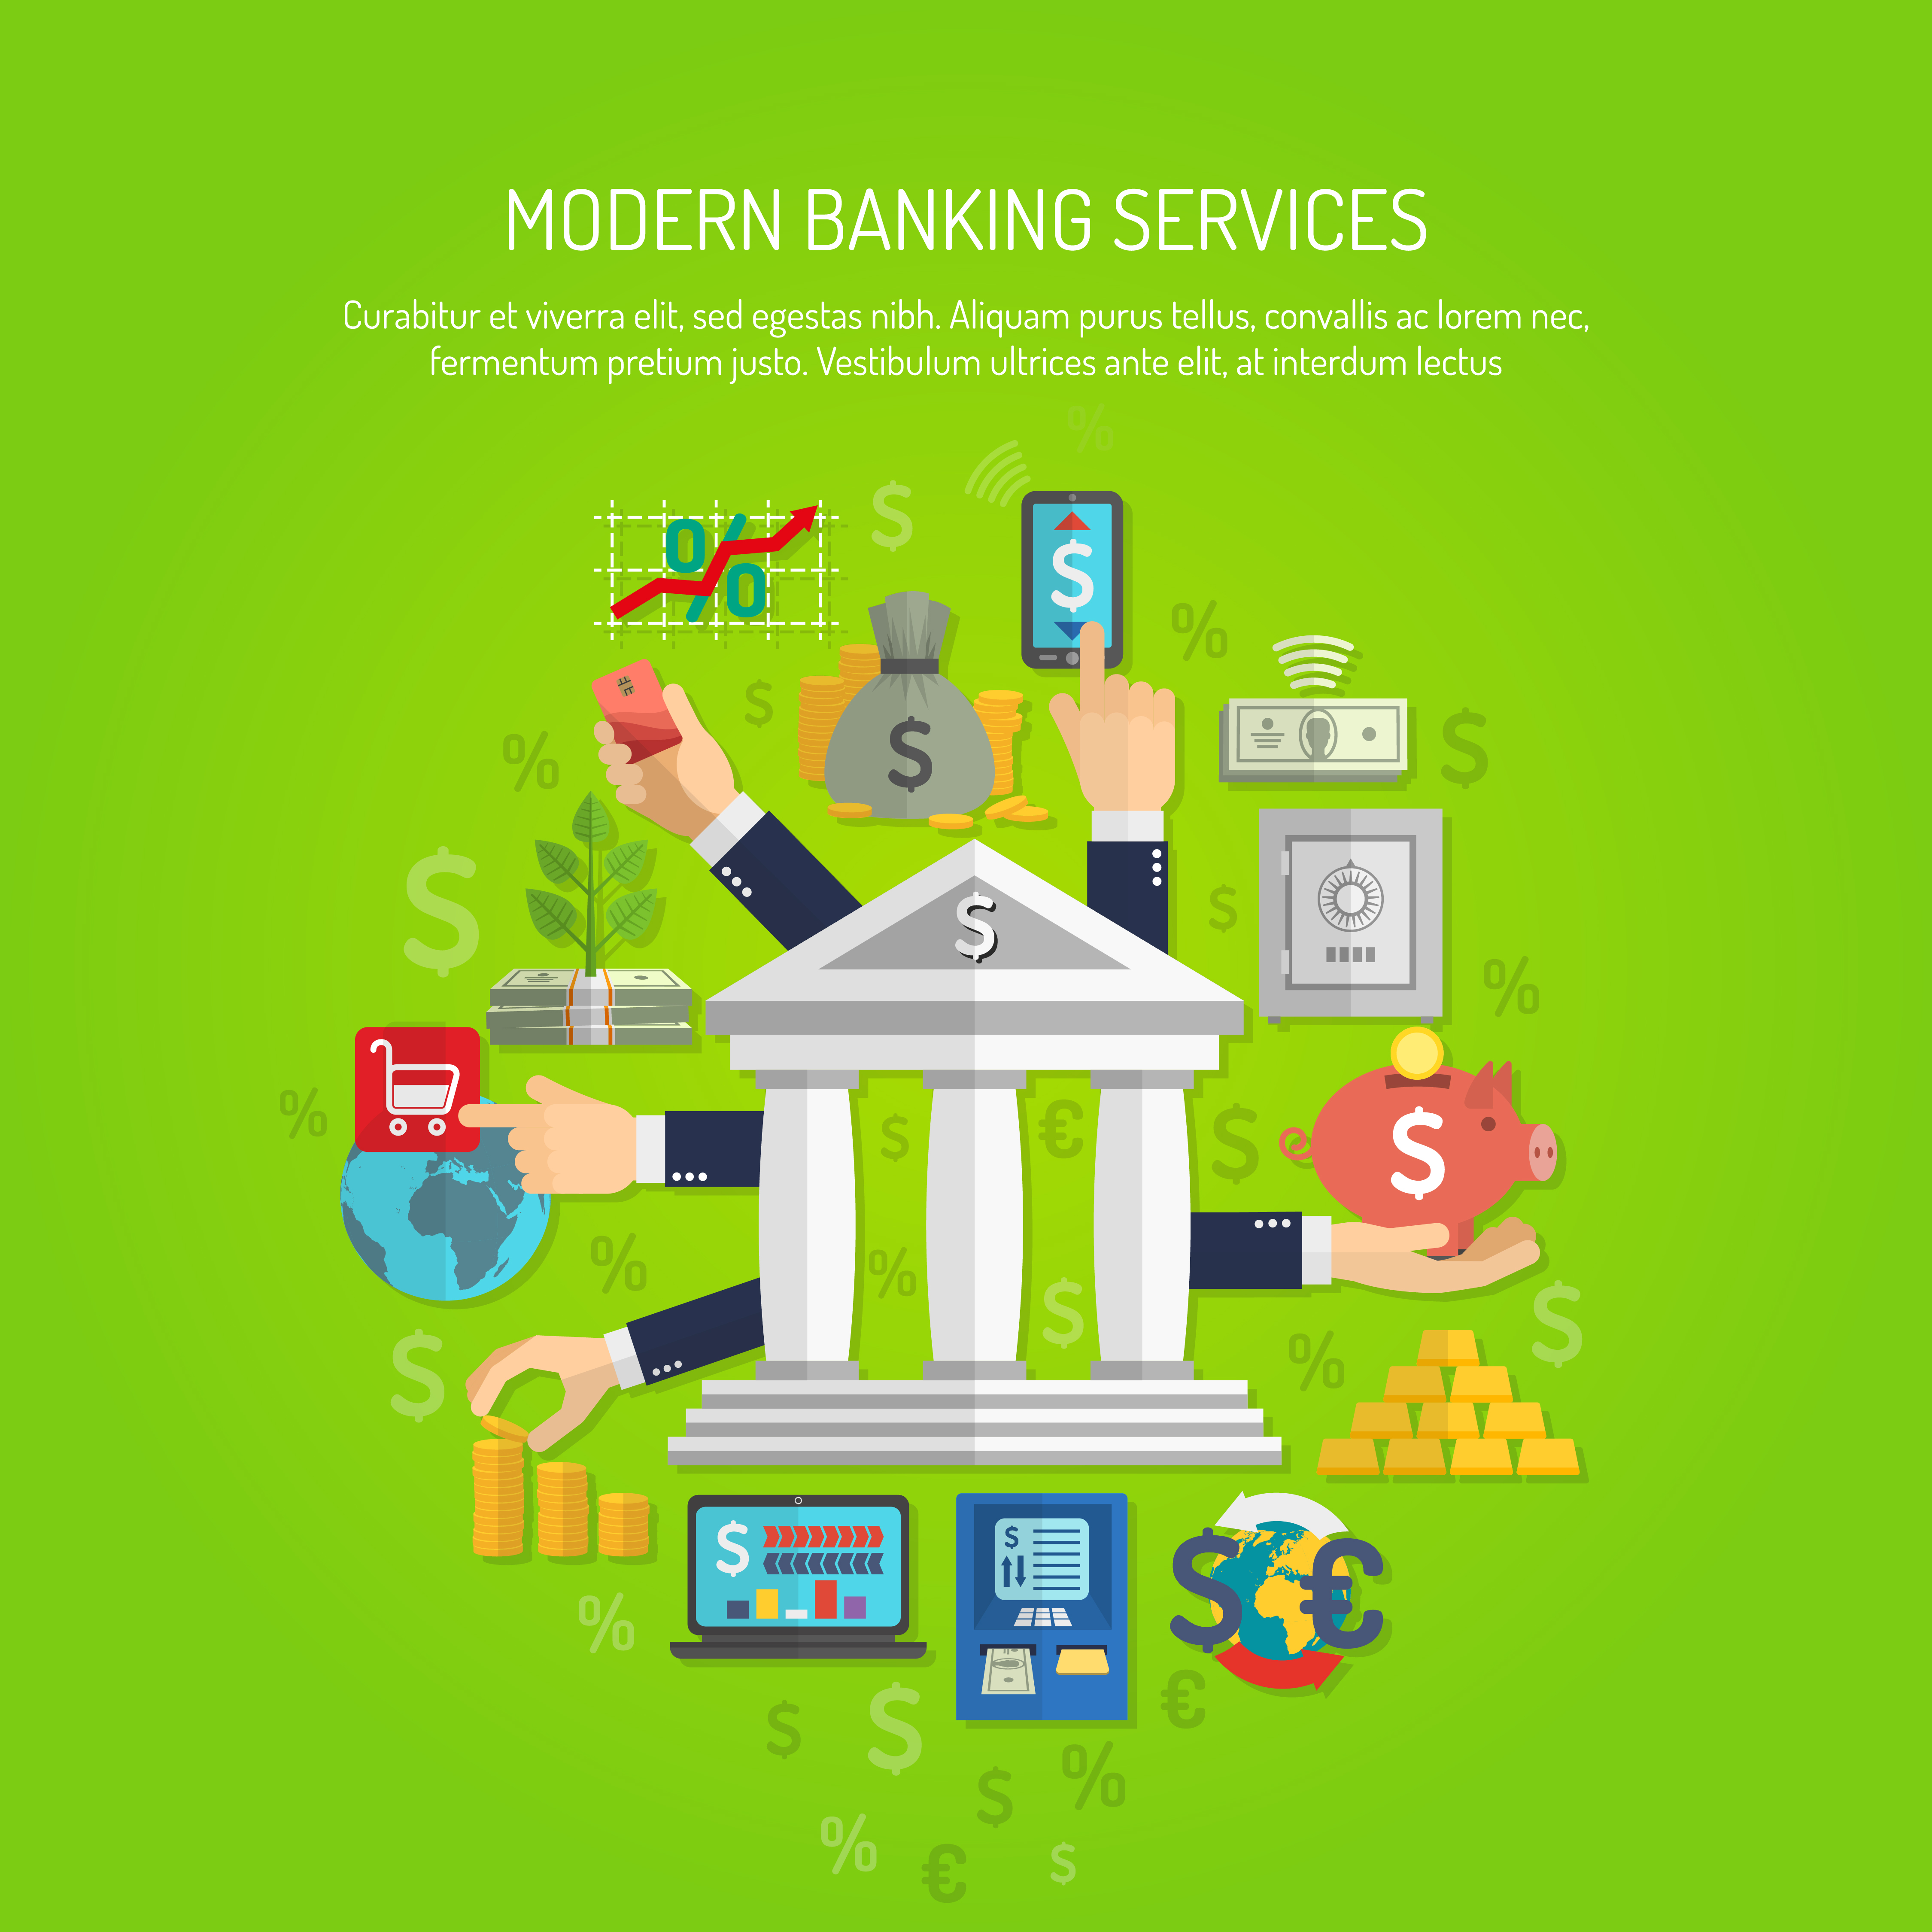 MODERN BANKING SERVICES
Curabitur et viverra elit, sed egestas nibh. Aliquam purus tellus, convallis ac lorem nec,
fermentum pretium justo. Vestibulum ultrices ante elit, at interdum lectus